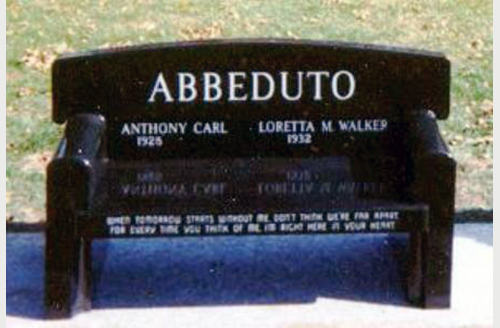 ABBEDUTO
ANTHONY CARL LORETTA M. WALKER
1928 1932
WHEN TOMORROW STARTS WITHOUT ME, DON'T THINK WE'RE FAR APART
FOR EVERY TIME YOU THINK OF ME, I'M RIGHT HERE IN YOUR HEART